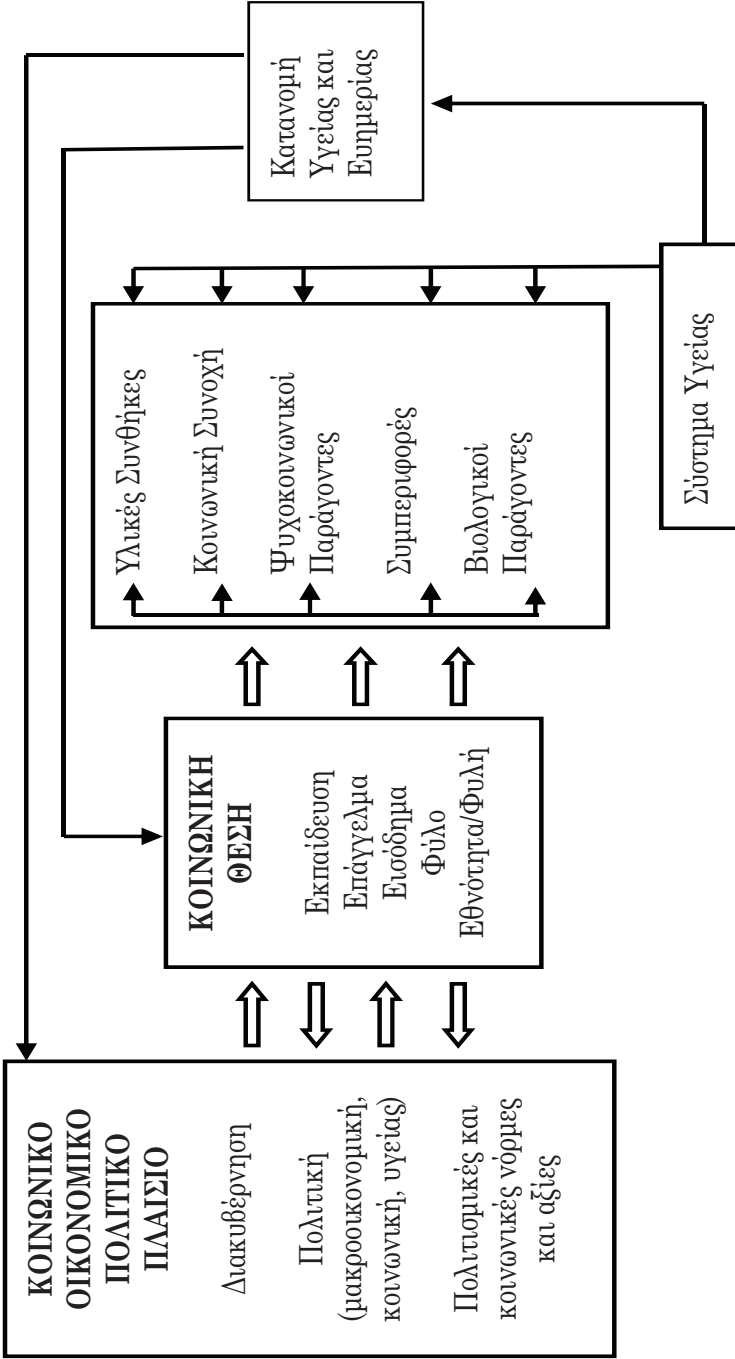 ΚΟΙΝΩΝΙΚΟ
ΟΙΚΟΝΟΜΙΚΟ
ΠΟΛΙΤΙΚΟ
ΠΛΑΙΣΙΟ
Διακυβέρνηση
Πολιτική
(μακροοικονομική,
κοινωνική, υγείας)
Πολιτισμικές και
κοινωνικές νόρμες
και αξίες
ΚΟΙΝΩΝΙΚΗ
ΘΕΣΗ
Εκπαίδευση
Επάγγελμα
Εισόδημα
Φύλο
Εθνότητα/Φυλή
Υλικές Συνθήκες
Κοινωνική Συνοχή
Ψυχοκοινωνικοί
Παράγοντες
Συμπεριφορές
Βιολογικοί
Παράγοντες
Κατανομή
Υγείας και
Ευημερίας
Σύστημα Υγείας